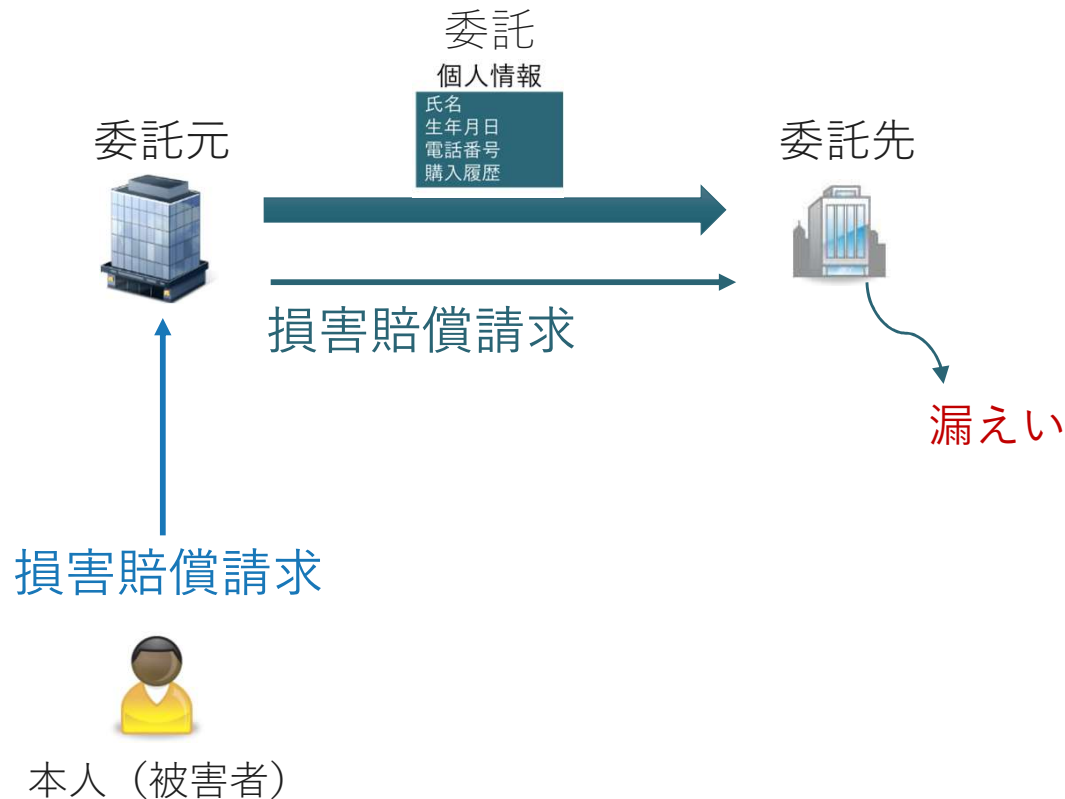 委託
個人情報
氏名
生年月日
電話番号
購入履歴
委託元
委託先
損害賠償請求
漏えい
損害賠償請求
本人（被害者）